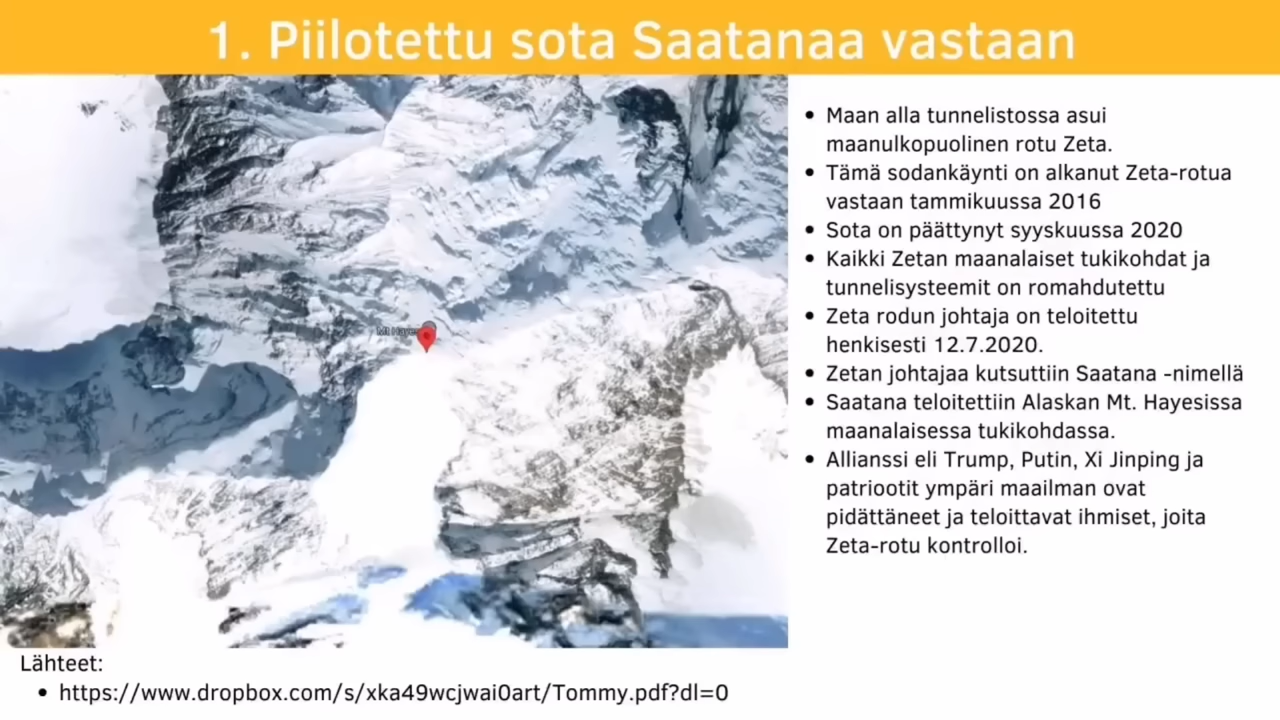 1. Piilotettu sota Saatanaa vastaan
Mt Hayes
• Maan alla tunnelistossa asui
maanulkopuolinen rotu Zeta.
• Tämä sodankäynti on alkanut Zeta-rotua
vastaan tammikuussa 2016
• Sota on päättynyt syyskuussa 2020
• Kaikki Zetan maanalaiset tukikohdat ja
tunnelisysteemit on romahdutettu
• Zeta rodun johtaja on teloitettu
henkisesti 12.7.2020.
• Zetan johtajaa kutsuttiin Saatana -nimellä
• Saatana teloitettiin Alaskan Mt. Hayesissa
maanalaisessa tukikohdassa.
• Allianssi eli Trump, Putin, Xi Jinping ja
patriootit ympäri maailman ovat
pidättäneet ja teloittavat ihmiset, joita
Zeta-rotu kontrolloi.
Lähteet:
• https://www.dropbox.com/s/xka49wcjwai0art/Tommy.pdf?dl=0